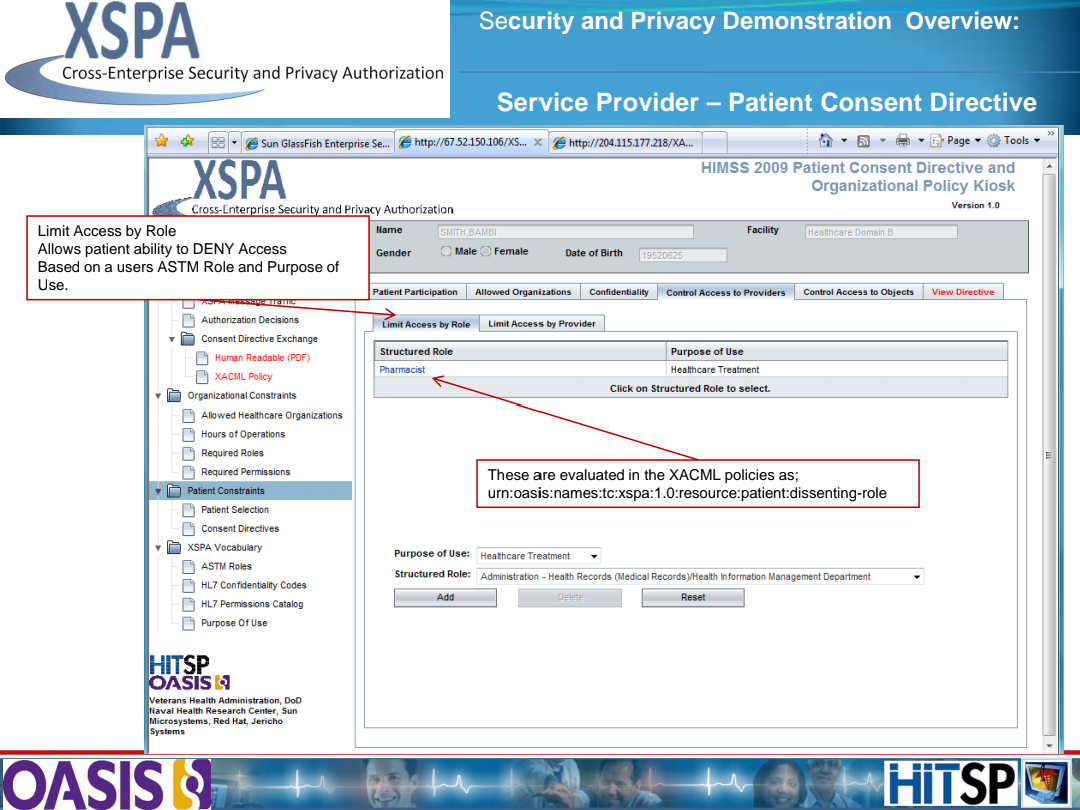 XSPA
Cross-Enterprise Security and Privacy Authorization
Security and Privacy Demonstration Overview:
Service Provider – Patient Consent Directive
Sun GlassFish Enterprise Se...
http://67.52.150.106/XS...
http://204.115.177.218/XA...
Page
Tools
XSPA
Cross-Enterprise Security and Privacy Authorization
HIMSS 2009 Patient Consent Directive and
Organizational Policy Kiosk
Version 1.0
Limit Access by Role
Allows patient ability to DENY Access
Based on a users ASTM Role and Purpose of
Use.
Name
SMITH,BAMBI
Facility
Healthcare Domain B
Gender
Male
Female
Date of Birth
19520625
Patient Participation
Allowed Organizations
Confidentiality
Control Access to Providers
Control Access to Objects
View Directive
XSPA Message Traffic
Authorization Decisions
Consent Directive Exchange
Human Readable (PDF)
XACML Policy
Organizational Constraints
Allowed Healthcare Organizations
Hours of Operations
Required Roles
Required Permissions
Patient Constraints
Patient Selection
Consent Directives
XSPA Vocabulary
ASTM Roles
HL7 Confidentiality Codes
HL7 Permissions Catalog
Purpose Of Use
Limit Access by Role
Limit Access by Provider
Structured Role
Purpose of Use
Pharmacist
Healthcare Treatment
Click on Structured Role to select.
These are evaluated in the XACML policies as;
urn:oasis:names:tc:xspa:1.0:resource:patient:dissenting-role
Purpose of Use:
Healthcare Treatment
Structured Role:
Administration - Health Records (Medical Records)/Health Information Management Department
Add
Delete
Reset
HITSP
OASIS
Veterans Health Administration, DoD
Naval Health Research Center, Sun
Microsystems, Red Hat, Jericho
Systems
OASIS
HITSP